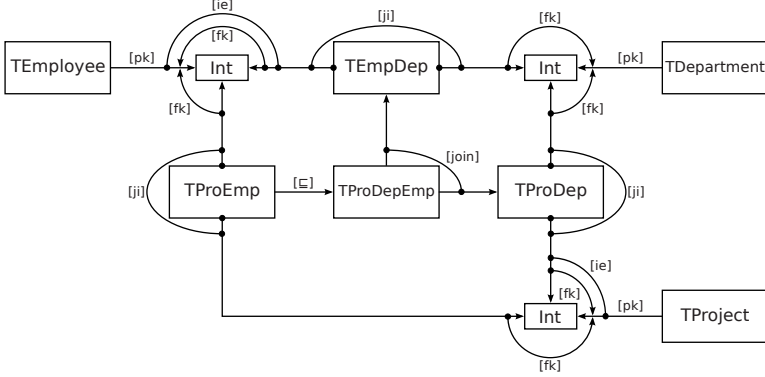 [ie]
[ji]
[fk]
[fk]
[pk]
[fk]
[pk]
TEmployee
Int
TEmpDep
Int
TDepartment
[fk]
[fk]
[join]
[ji]
TProEmp
[⊑]
TProDepEmp
TProDep
[ji]
[ie]
[fk]
[pk]
Int
TProject
[fk]